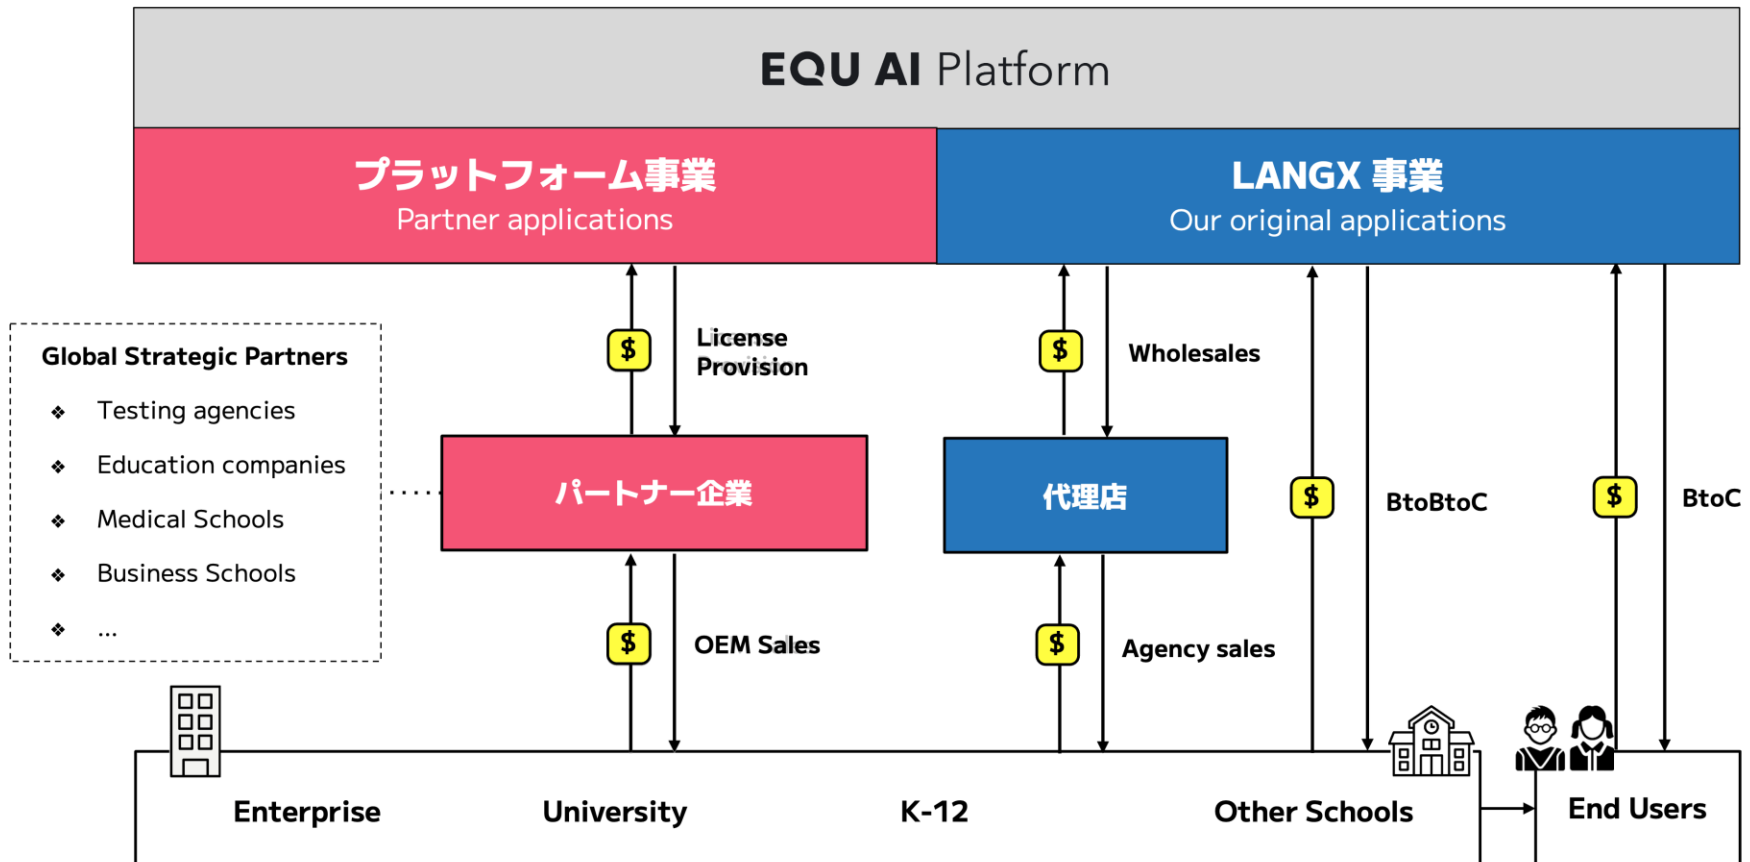 EQU AI Platform
プラットフォーム事業
Partner applications
LANGX 事業
Our original applications
License
Provision
Wholesales
Global Strategic Partners
❖ Testing agencies
❖ Education companies
❖ Medical Schools
❖ Business Schools
❖ ...
$
$
パートナー企業
代理店
$
BtoBtoC
$
BtoC
$
OEM Sales
$
Agency sales
Enterprise
University
K-12
Other Schools
End Users